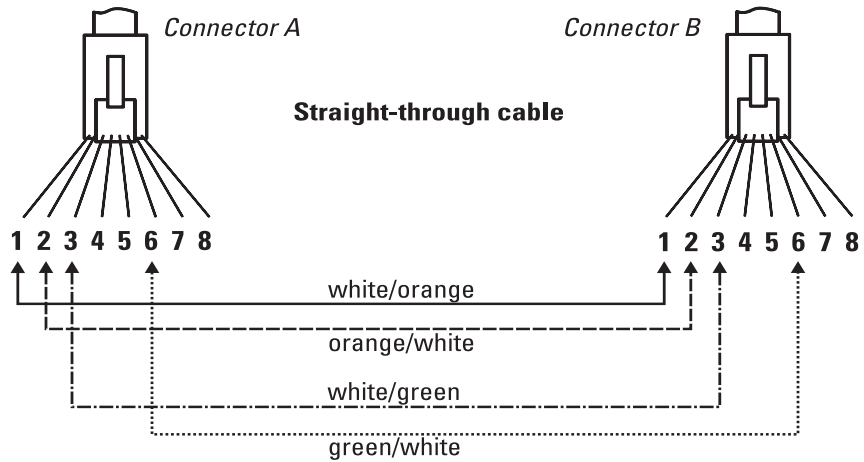 Connector A
Connector B
Straight-through cable
1 2 3 4 5 6 7 8
1 2 3 4 5 6 7 8
white/orange
orange/white
white/green
green/white